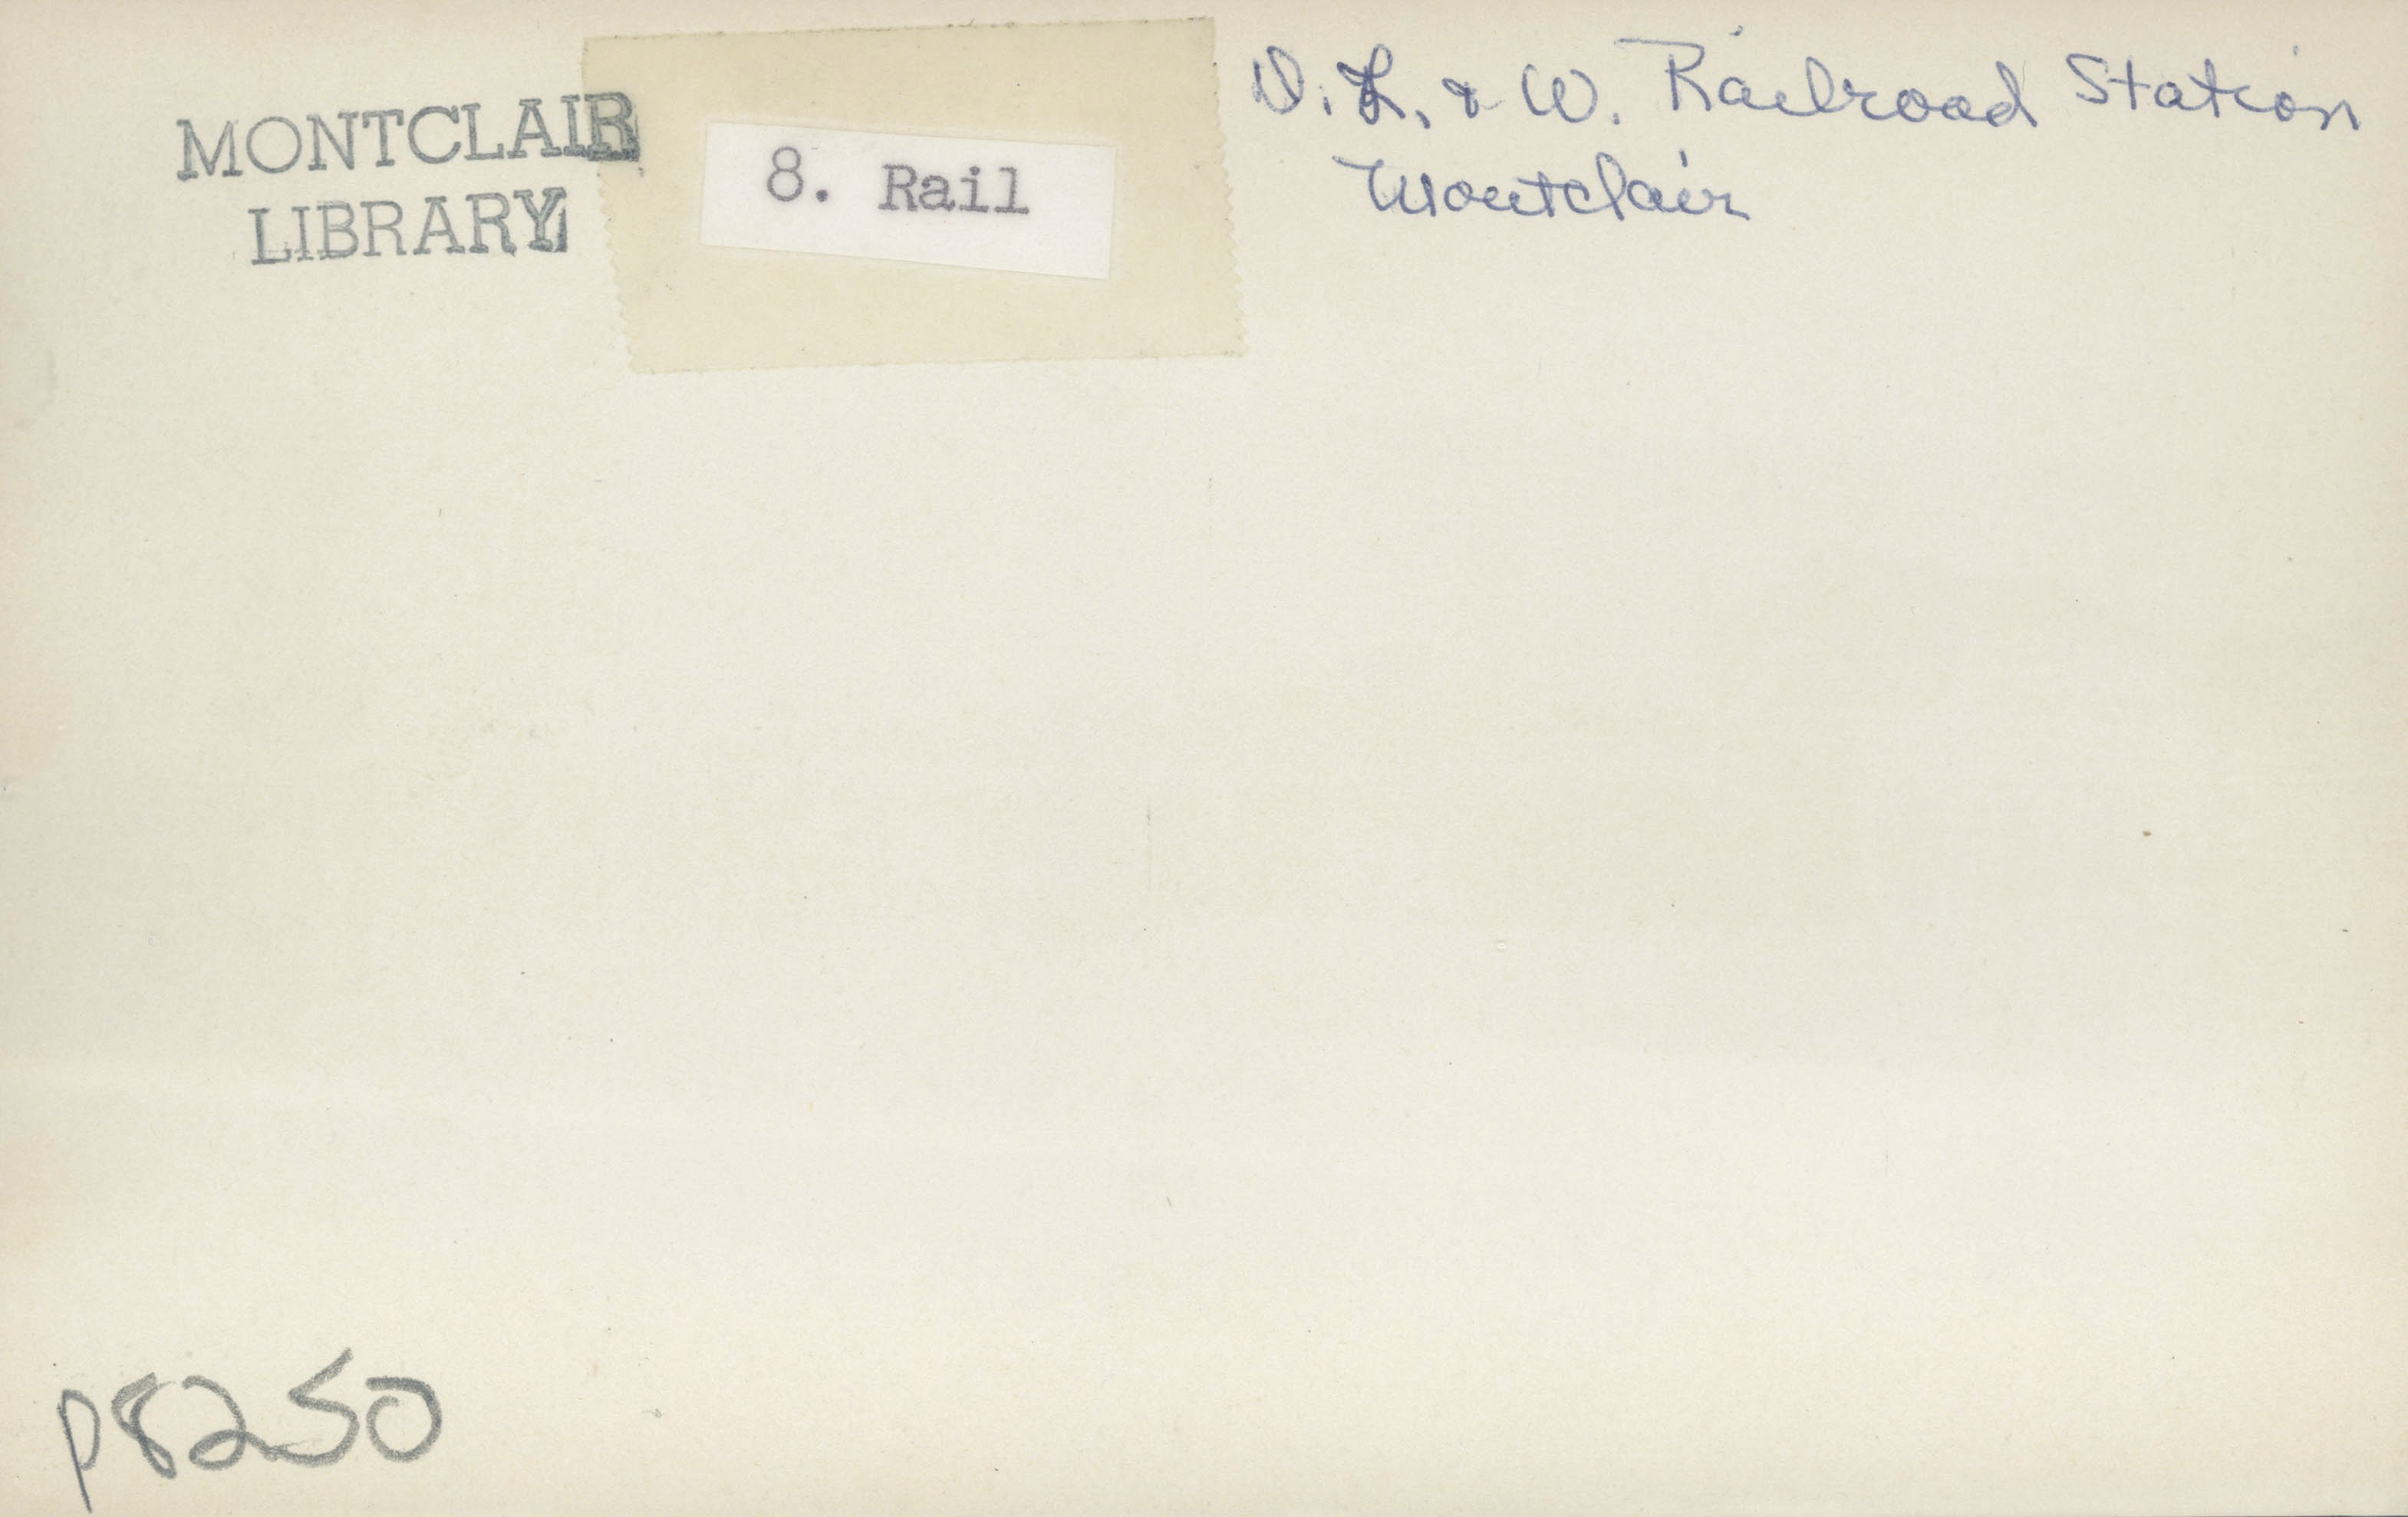 MONTCLAIR
LIBRARY
8. Rail
D. L. & W. Railroad Station
Montclair
p8250